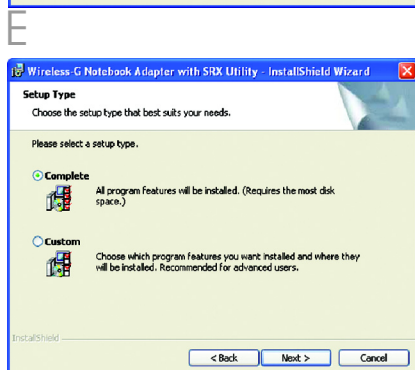 E
Wireless-G Notebook Adapter with SRX Utility - InstallShield Wizard
Setup Type
Choose the setup type that best suits your needs.
Please select a setup type.
Complete
All program features will be installed. (Requires the most disk
space.)
Custom
Choose which program features you want installed and where they
will be installed. Recommended for advanced users.
InstallShield
< Back Next > Cancel